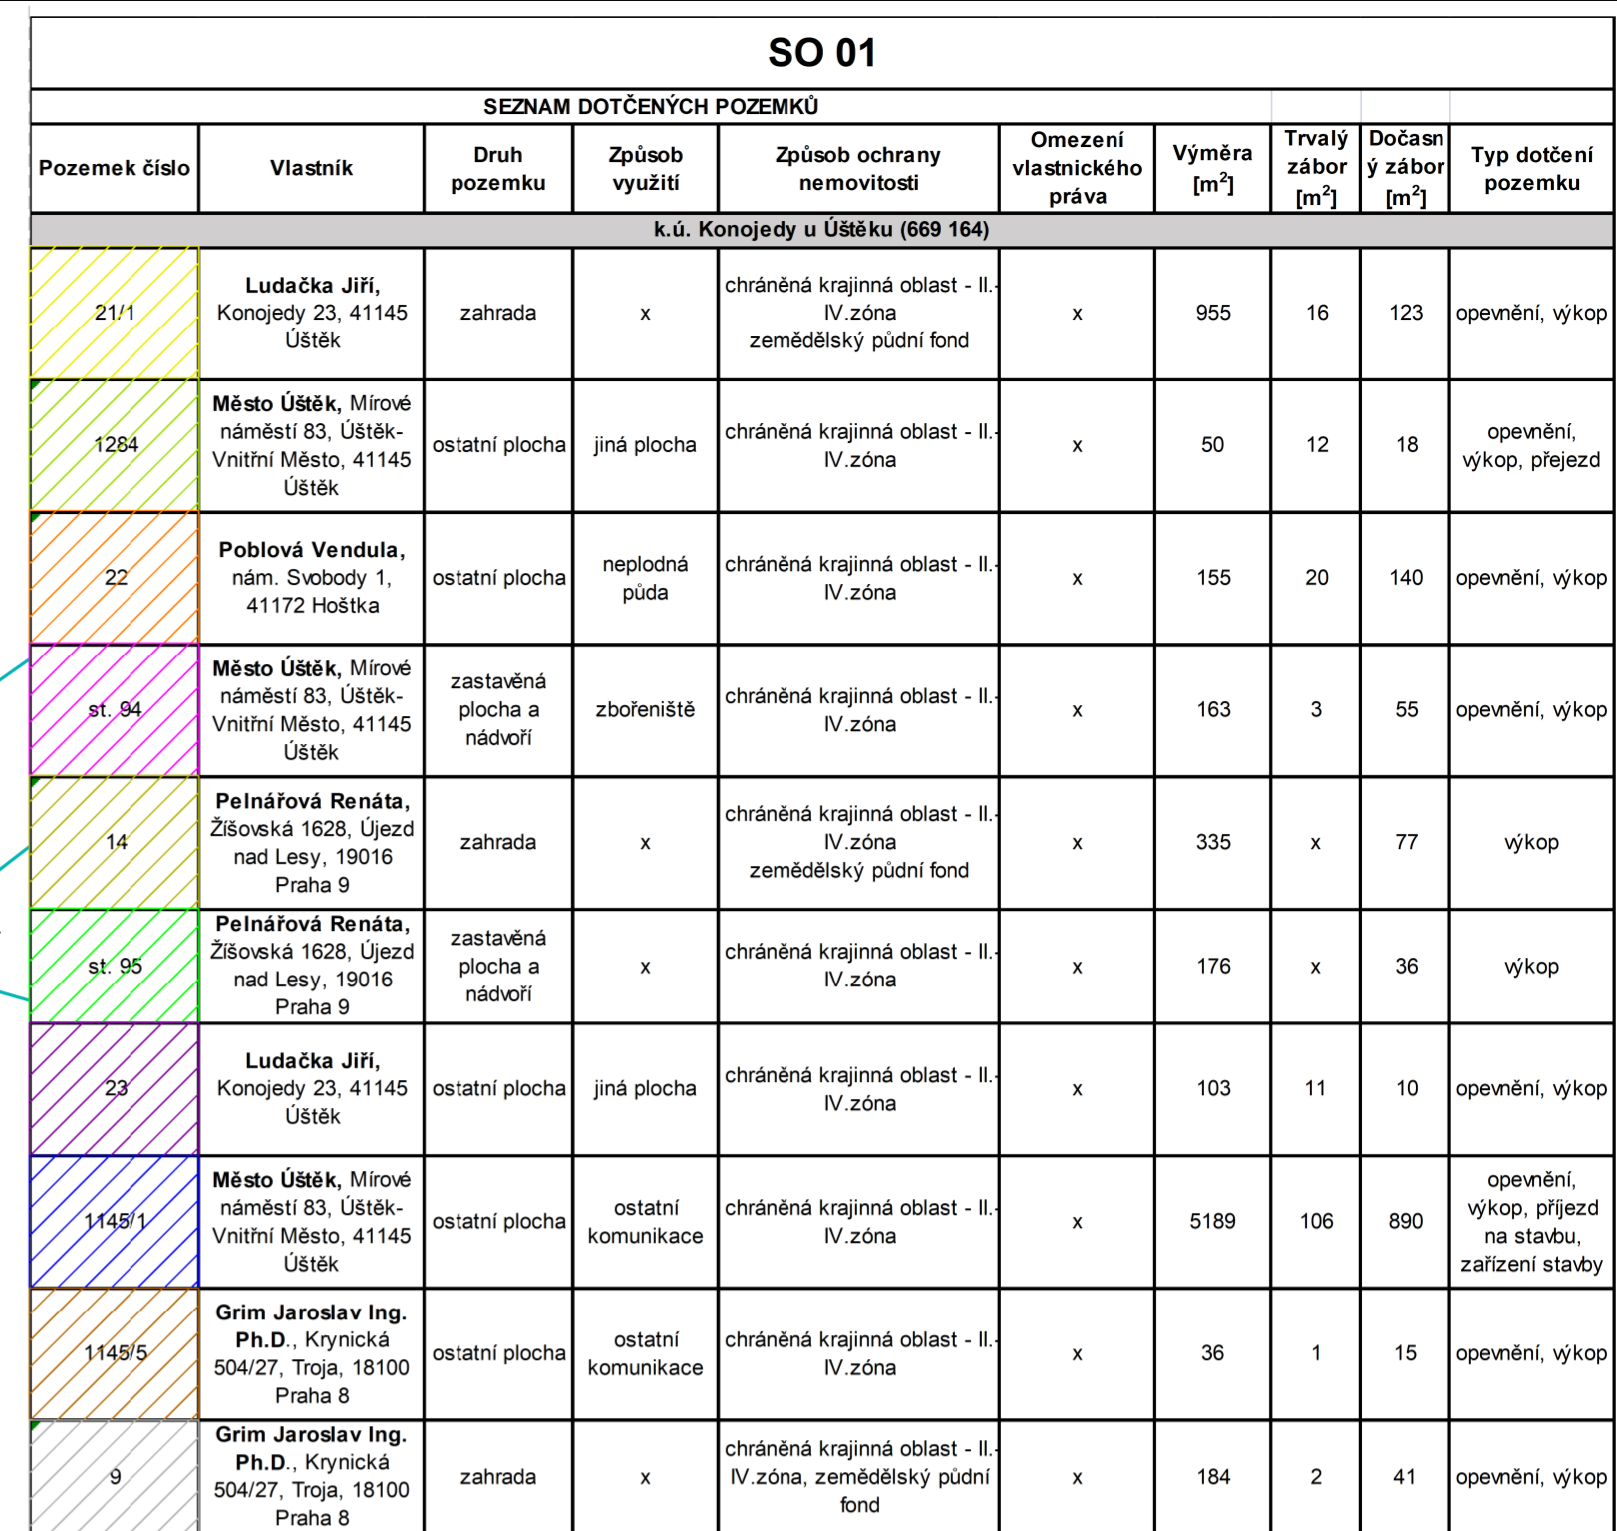 SO 01
SEZNAM DOTČENÝCH POZEMKŮ
Pozemek číslo
Vlastník
Druh
pozemku
Způsob
využití
Způsob ochrany
nemovitosti
Omezení
vlastnického
práva
Výměra
[m²]
Trvalý
zábor
[m²]
Dočasn
ý zábor
[m²]
Typ dotčení
pozemku
k.ú. Konojedy u Úštěku (669 164)
21/1
Ludačka Jiří,
Konojedy 23, 41145
Úštěk
zahrada
x
chráněná krajinná oblast - II.-
IV.zóna
zemědělský půdní fond
x
955
16
123
opevnění, výkop
1284
Město Úštěk, Mírové
náměstí 83, Úštěk-
Vnitřní Město, 41145
Úštěk
ostatní plocha
jiná plocha
chráněná krajinná oblast - II.-
IV.zóna
x
50
12
18
opevnění,
výkop, přejezd
22
Poblová Vendula,
nám. Svobody 1,
41172 Hoštka
ostatní plocha
neplodná
půda
chráněná krajinná oblast - II.-
IV.zóna
x
155
20
140
opevnění, výkop
st. 94
Město Úštěk, Mírové
náměstí 83, Úštěk-
Vnitřní Město, 41145
Úštěk
zastavěná
plocha a
nádvoří
zbořeniště
chráněná krajinná oblast - II.-
IV.zóna
x
163
3
55
opevnění, výkop
14
Pelnářová Renáta,
Žíšovská 1628, Újezd
nad Lesy, 19016
Praha 9
zahrada
x
chráněná krajinná oblast - II.-
IV.zóna
zemědělský půdní fond
x
335
x
77
výkop
st. 95
Pelnářová Renáta,
Žíšovská 1628, Újezd
nad Lesy, 19016
Praha 9
zastavěná
plocha a
nádvoří
x
chráněná krajinná oblast - II.-
IV.zóna
x
176
x
36
výkop
23
Ludačka Jiří,
Konojedy 23, 41145
Úštěk
ostatní plocha
jiná plocha
chráněná krajinná oblast - II.-
IV.zóna
x
103
11
10
opevnění, výkop
1145/1
Město Úštěk, Mírové
náměstí 83, Úštěk-
Vnitřní Město, 41145
Úštěk
ostatní plocha
ostatní
komunikace
chráněná krajinná oblast - II.-
IV.zóna
x
5189
106
890
opevnění,
výkop, příjezd
na stavbu,
zařízení stavby
1145/5
Grim Jaroslav Ing.
Ph.D., Krynická
504/27, Troja, 18100
Praha 8
ostatní plocha
ostatní
komunikace
chráněná krajinná oblast - II.-
IV.zóna
x
36
1
15
opevnění, výkop
9
Grim Jaroslav Ing.
Ph.D., Krynická
504/27, Troja, 18100
Praha 8
zahrada
x
chráněná krajinná oblast - II.-
IV.zóna, zemědělský půdní
fond
x
184
2
41
opevnění, výkop